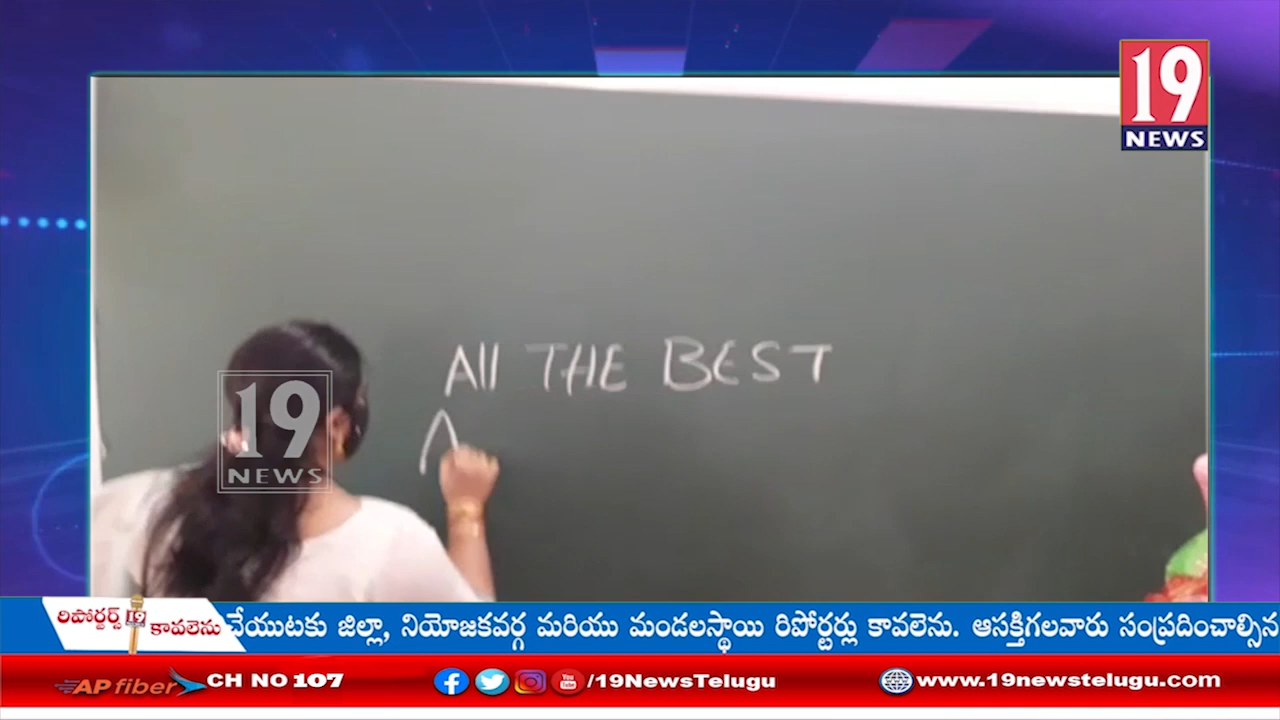 19
NEWS
All THE BEST
A
19
NEWS
రిపోర్టర్స్ 19 కావలెను
చేయుటకు జిల్లా, నియోజకవర్గ మరియు మండలస్థాయి రిపోర్టర్లు కావలెను. ఆసక్తిగలవారు సంప్రదించాల్సిన
AP fiber CH NO 107 /19NewsTelugu www.19newstelugu.com